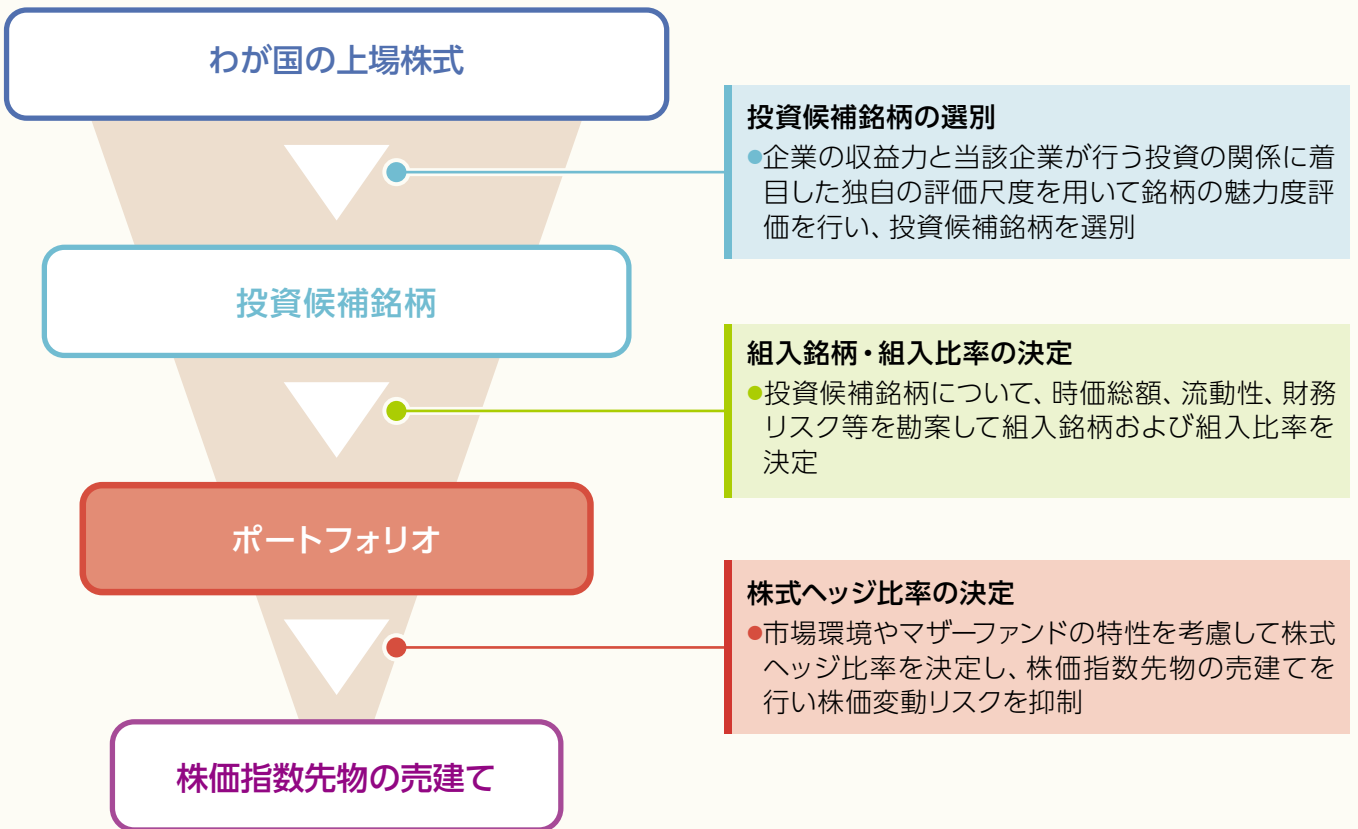 わが国の上場株式
投資候補銘柄の選別
●企業の収益力と当該企業が行う投資の関係に着
目した独自の評価尺度を用いて銘柄の魅力度評
価を行い、投資候補銘柄を選別
投資候補銘柄
組入銘柄・組入比率の決定
●投資候補銘柄について、時価総額、流動性、財務
リスク等を勘案して組入銘柄および組入比率を
決定
ポートフォリオ
株式ヘッジ比率の決定
●市場環境やマザーファンドの特性を考慮して株式
ヘッジ比率を決定し、株価指数先物の売建てを
行い株価変動リスクを抑制
株価指数先物の売建て